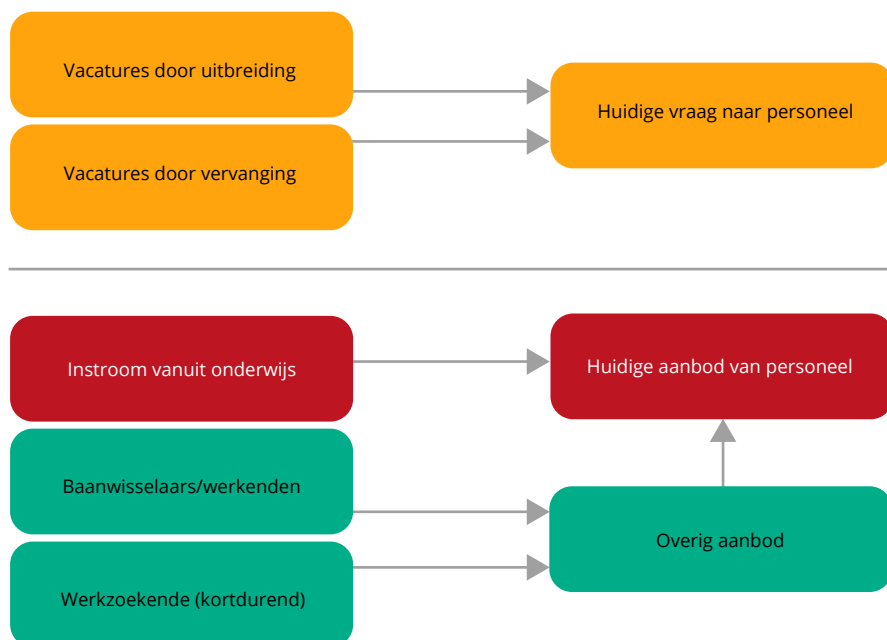 Vacatures door uitbreiding
Huidige vraag naar personeel
Vacatures door vervanging
Instroom vanuit onderwijs
Huidige aanbod van personeel
Baanwisselaars/werkenden
Overig aanbod
Werkzoekende (kortdurend)